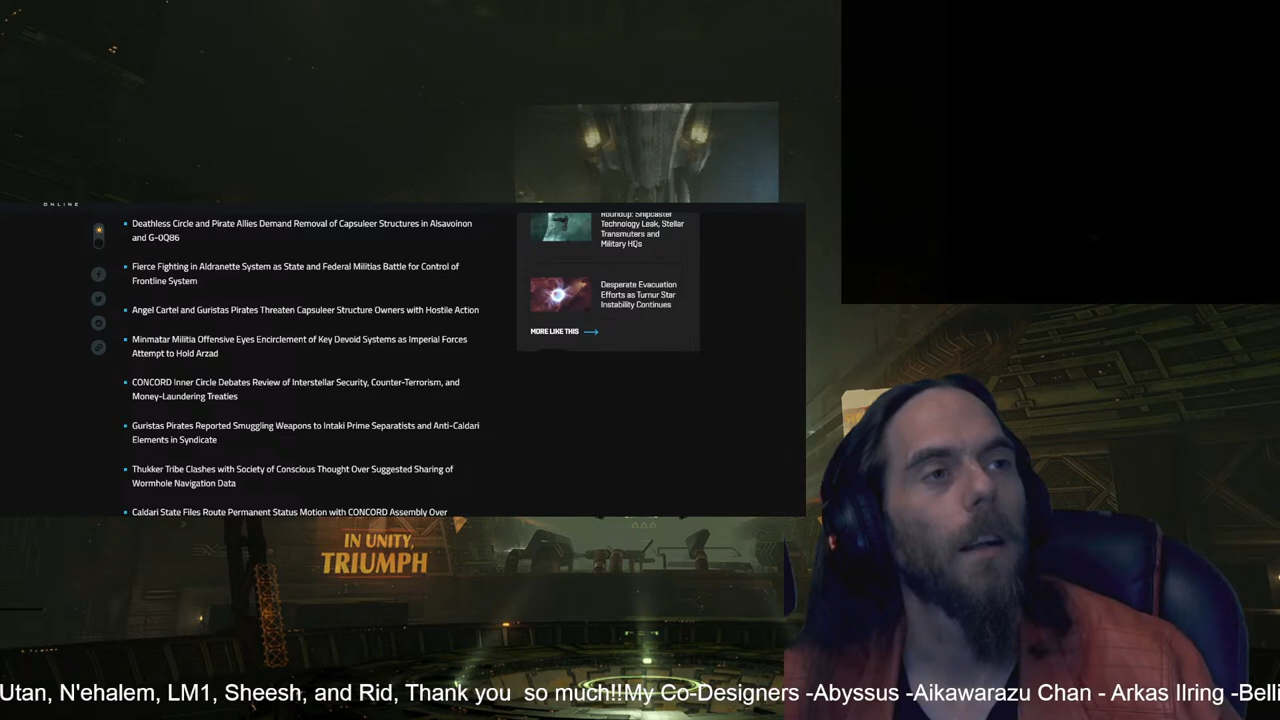 ONLINE
Deathless Circle and Pirate Allies Demand Removal of Capsuleer Structures in Alsavoinon
and G-0Q86
Fierce Fighting in Aldranette System as State and Federal Militias Battle for Control of
Frontline System
Angel Cartel and Guristas Pirates Threaten Capsuleer Structure Owners with Hostile Action
Minmatar Militia Offensive Eyes Encirclement of Key Devoid Systems as Imperial Forces
Attempt to Hold Arzad
CONCORD Inner Circle Debates Review of Interstellar Security, Counter-Terrorism, and
Money-Laundering Treaties
Guristas Pirates Reported Smuggling Weapons to Intaki Prime Separatists and Anti-Caldari
Elements in Syndicate
Thukker Tribe Clashes with Society of Conscious Thought Over Suggested Sharing of
Wormhole Navigation Data
Caldari State Files Route Permanent Status Motion with CONCORD Assembly Over
Roundup: Shipcaster
Technology Leak, Stellar
Transmuters and
Military HQs
Desperate Evacuation
Efforts as Turnur Star
Instability Continues
MORE LIKE THIS
IN UNITY,
TRIUMPH
Utan, N'ehalem, LM1, Sheesh, and Rid, Thank you so much!!My Co-Designers -Abyssus -Aikawarazu Chan - Arkas IIring -Belli